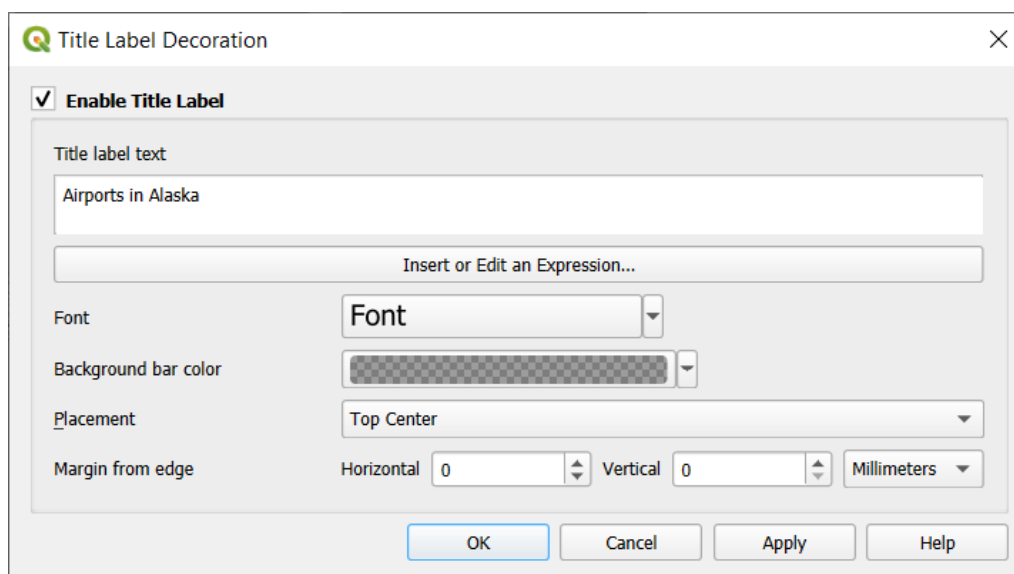 Title Label Decoration
Enable Title Label
Title label text
Airports in Alaska
Insert or Edit an Expression...
Font Font
Background bar color
Placement Top Center
Margin from edge Horizontal 0 Vertical 0 Millimeters
OK Cancel Apply Help